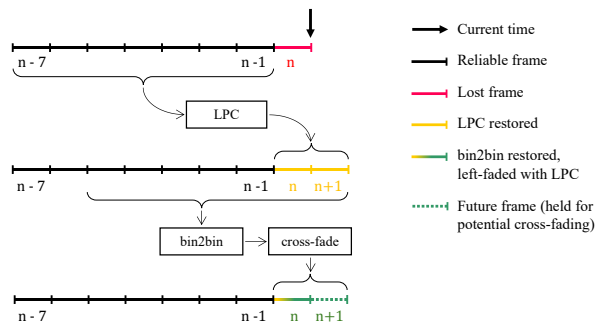 Current time
n - 7
n -1
n
Reliable frame
Lost frame
LPC
LPC restored
n - 7
n -1
n
n+1
bin2bin restored,
left-faded with LPC
bin2bin
cross-fade
Future frame (held for
potential cross-fading)
n - 7
n -1
n
n+1